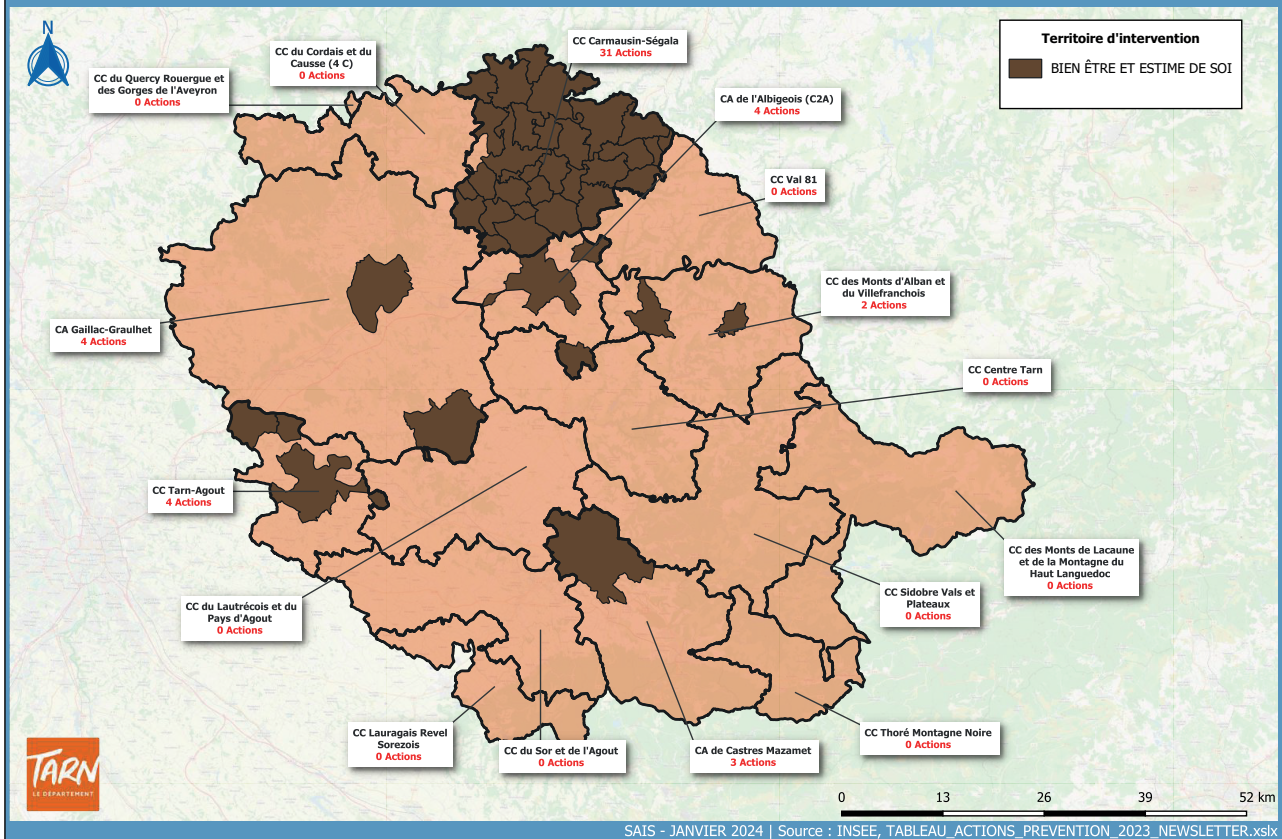 N
CC du Cordais et du
Causse (4 C)
0 Actions
CC Carmausin-Ségala
31 Actions
Territoire d'intervention
BIEN ÊTRE ET ESTIME DE SOI
CC du Quercy Rouergue et
des Gorges de l'Aveyron
0 Actions
CA de l'Albigeois (C2A)
4 Actions
CC Val 81
0 Actions
CC des Monts d'Alban et
du Villefranchois
2 Actions
CA Gaillac-Graulhet
4 Actions
CC Centre Tarn
0 Actions
CC Tarn-Agout
4 Actions
CC des Monts de Lacaune
et de la Montagne du
Haut Languedoc
0 Actions
CC Sidobre Vals et
Plateaux
0 Actions
CC du Lautrécois et du
Pays d'Agout
0 Actions
CC Lauragais Revel
Sorezois
0 Actions
CC du Sor et de l'Agout
0 Actions
CA de Castres Mazamet
3 Actions
CC Thoré Montagne Noire
0 Actions
TARN
LE DÉPARTEMENT
0 13 26 39 52 km
SAIS - JANVIER 2024 | Source : INSEE, TABLEAU_ACTIONS_PREVENTION_2023_NEWSLETTER.xslx